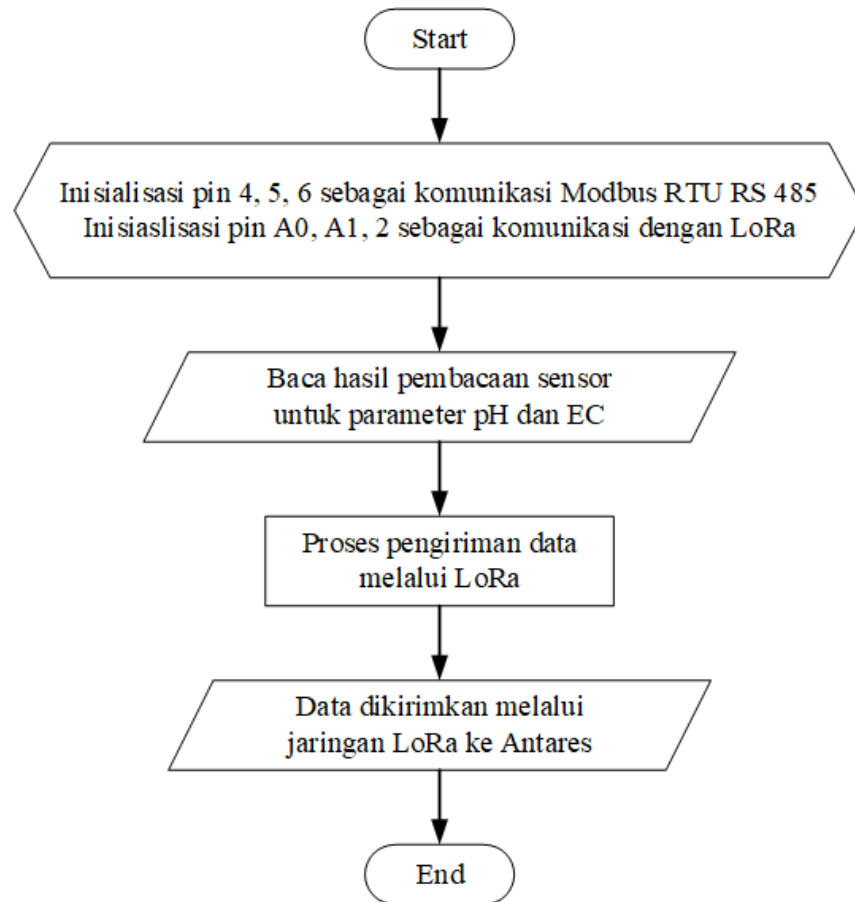 Start
Inisialisasi pin 4, 5, 6 sebagai komunikasi Modbus RTU RS 485
Inisiaslisasi pin A0, A1, 2 sebagai komunikasi dengan LoRa
Baca hasil pembacaan sensor
untuk parameter pH dan EC
Proses pengiriman data
melalui LoRa
Data dikirimkan melalui
jaringan LoRa ke Antares
End